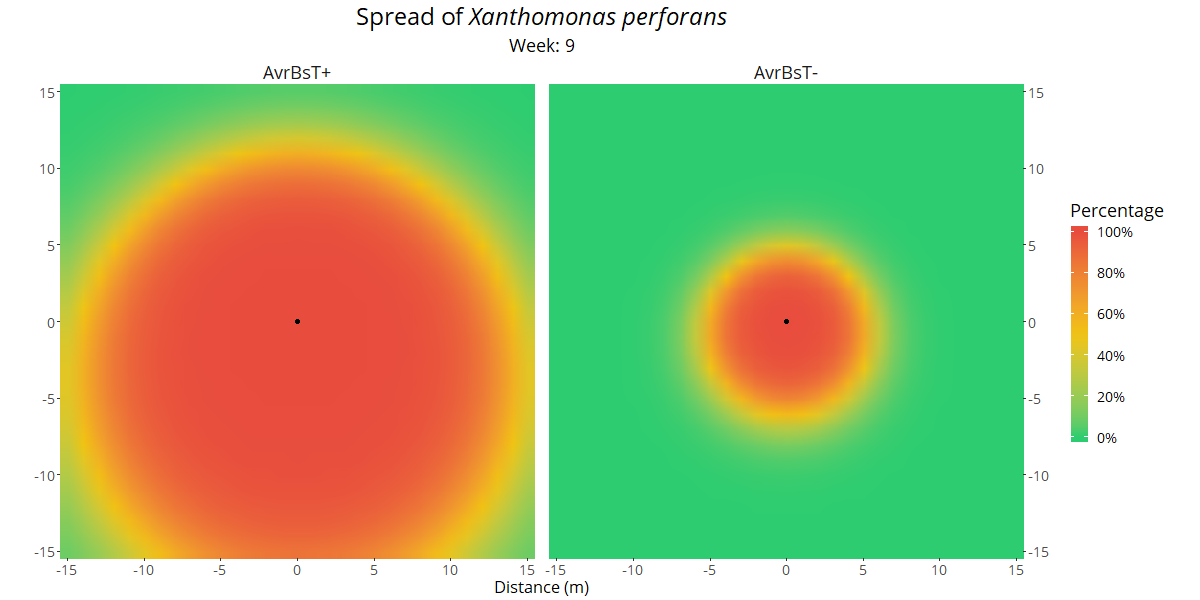 Spread of Xanthomonas perforans
Week: 9
AvrBsT+
AvrBsT-
15
10
5
0
-5
-10
-15
15
10
5
0
-5
-10
-15
-15 -10 -5 0 5 10 15
-15 -10 -5 0 5 10 15
Distance (m)
Percentage
100%
80%
60%
40%
20%
0%